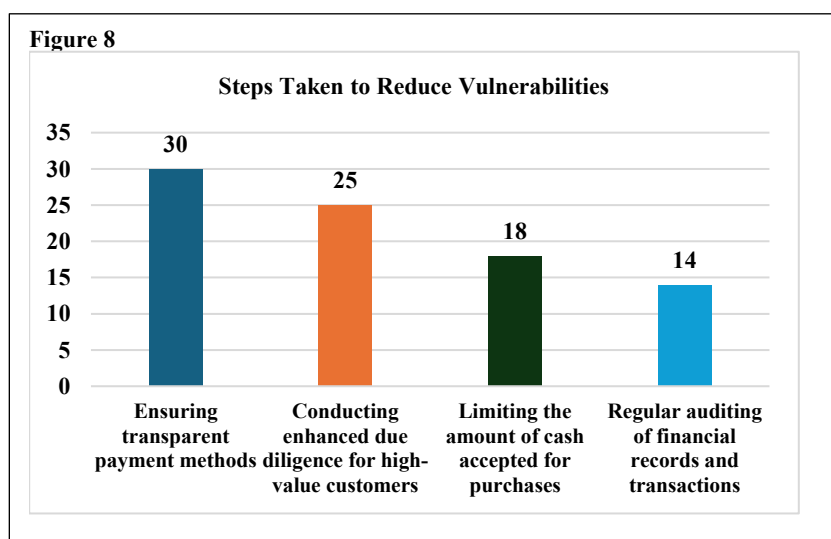 Figure 8
Steps Taken to Reduce Vulnerabilities
35
30
25
20
15
10
5
0
30
25
18
14
Ensuring
transparent
payment methods
Conducting
enhanced due
diligence for high-
value customers
Limiting the
amount of cash
accepted for
purchases
Regular auditing
of financial
records and
transactions